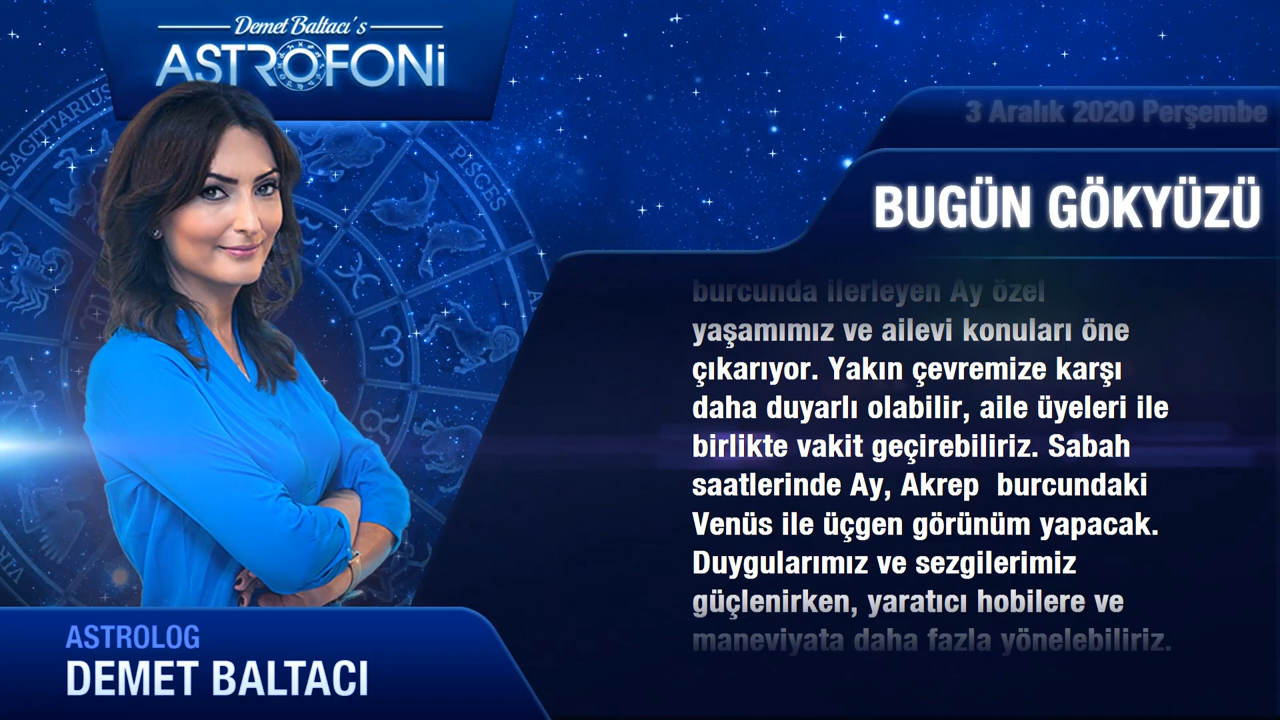 Demet Baltacı's
ASTROFONİ
SAGITTARIUS
PISCES
3 Aralık 2020 Perşembe
BUGÜN GÖKYÜZÜ
burcunda ilerleyen Ay özel
yaşamımız ve ailevi konuları öne
çıkarıyor. Yakın çevremize karşı
daha duyarlı olabilir, aile üyeleri ile
birlikte vakit geçirebiliriz. Sabah
saatlerinde Ay, Akrep  burcundaki
Venüs ile üçgen görünüm yapacak.
Duygularımız ve sezgilerimiz
güçlenirken, yaratıcı hobilere ve
maneviyata daha fazla yönelebiliriz.
ASTROLOG
DEMET BALTACI